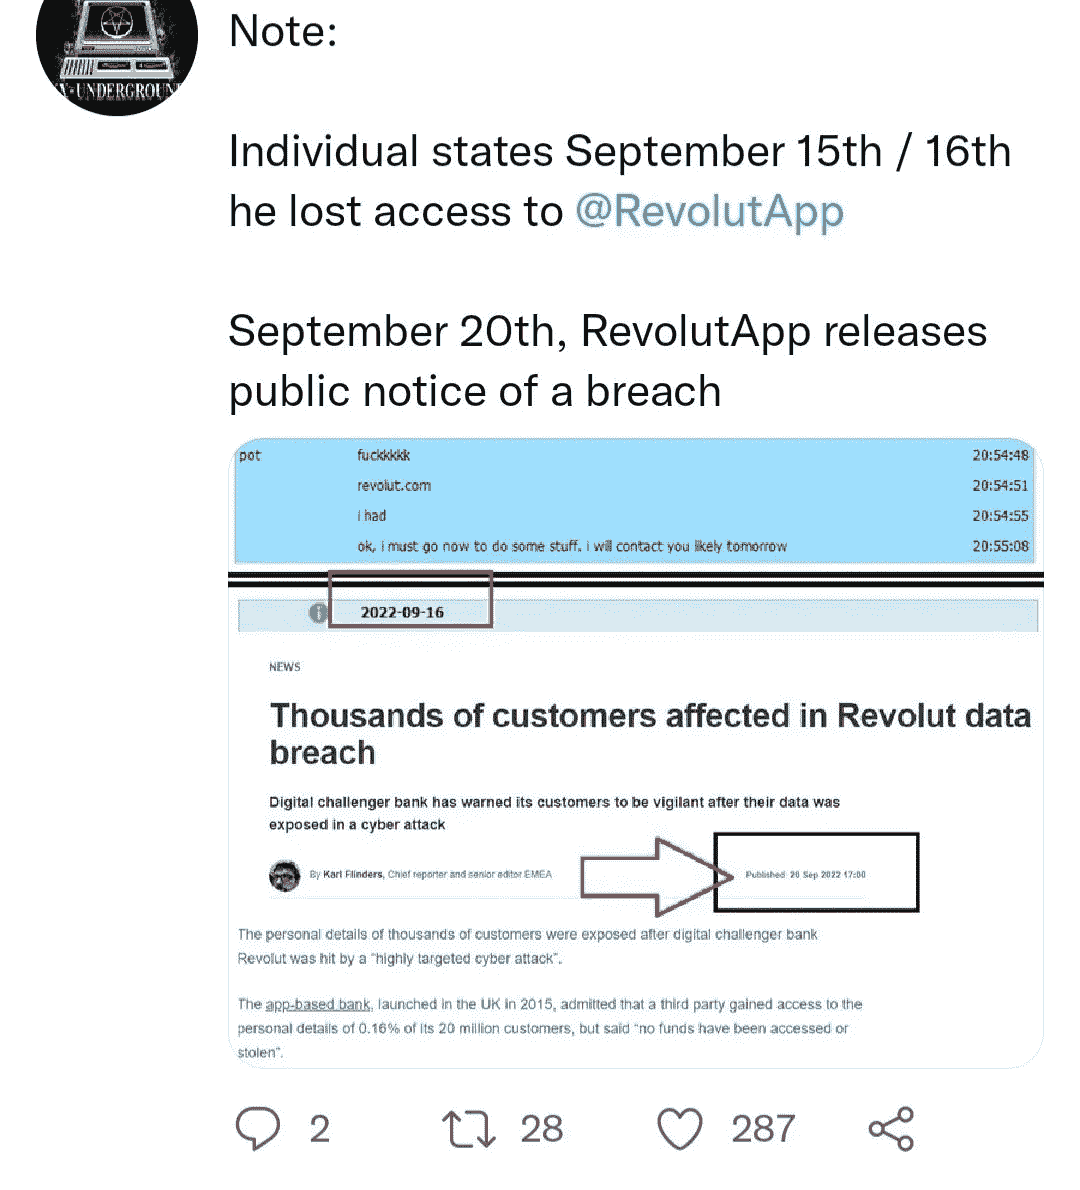 Note:
X-UNDERGROUN
Individual states September 15th / 16th
he lost access to @RevolutApp
September 20th, RevolutApp releases
public notice of a breach
pot fuckkkkk 20:54:48
revolut.com 20:54:51
i had 20:54:55
ok, i must go now to do some stuff. i will contact you likely tomorrow 20:55:08
2022-09-16
NEWS
Thousands of customers affected in Revolut data
breach
Digital challenger bank has warned its customers to be vigilant after their data was
exposed in a cyber attack
By Karl Flinders, Chief reporter and senior editor EMEA Published: 20 Sep 2022 17:00
The personal details of thousands of customers were exposed after digital challenger bank
Revolut was hit by a "highly targeted cyber attack".
The app-based bank, launched in the UK in 2015, admitted that a third party gained access to the
personal details of 0.16% of its 20 million customers, but said "no funds have been accessed or
stolen".
2 28 287